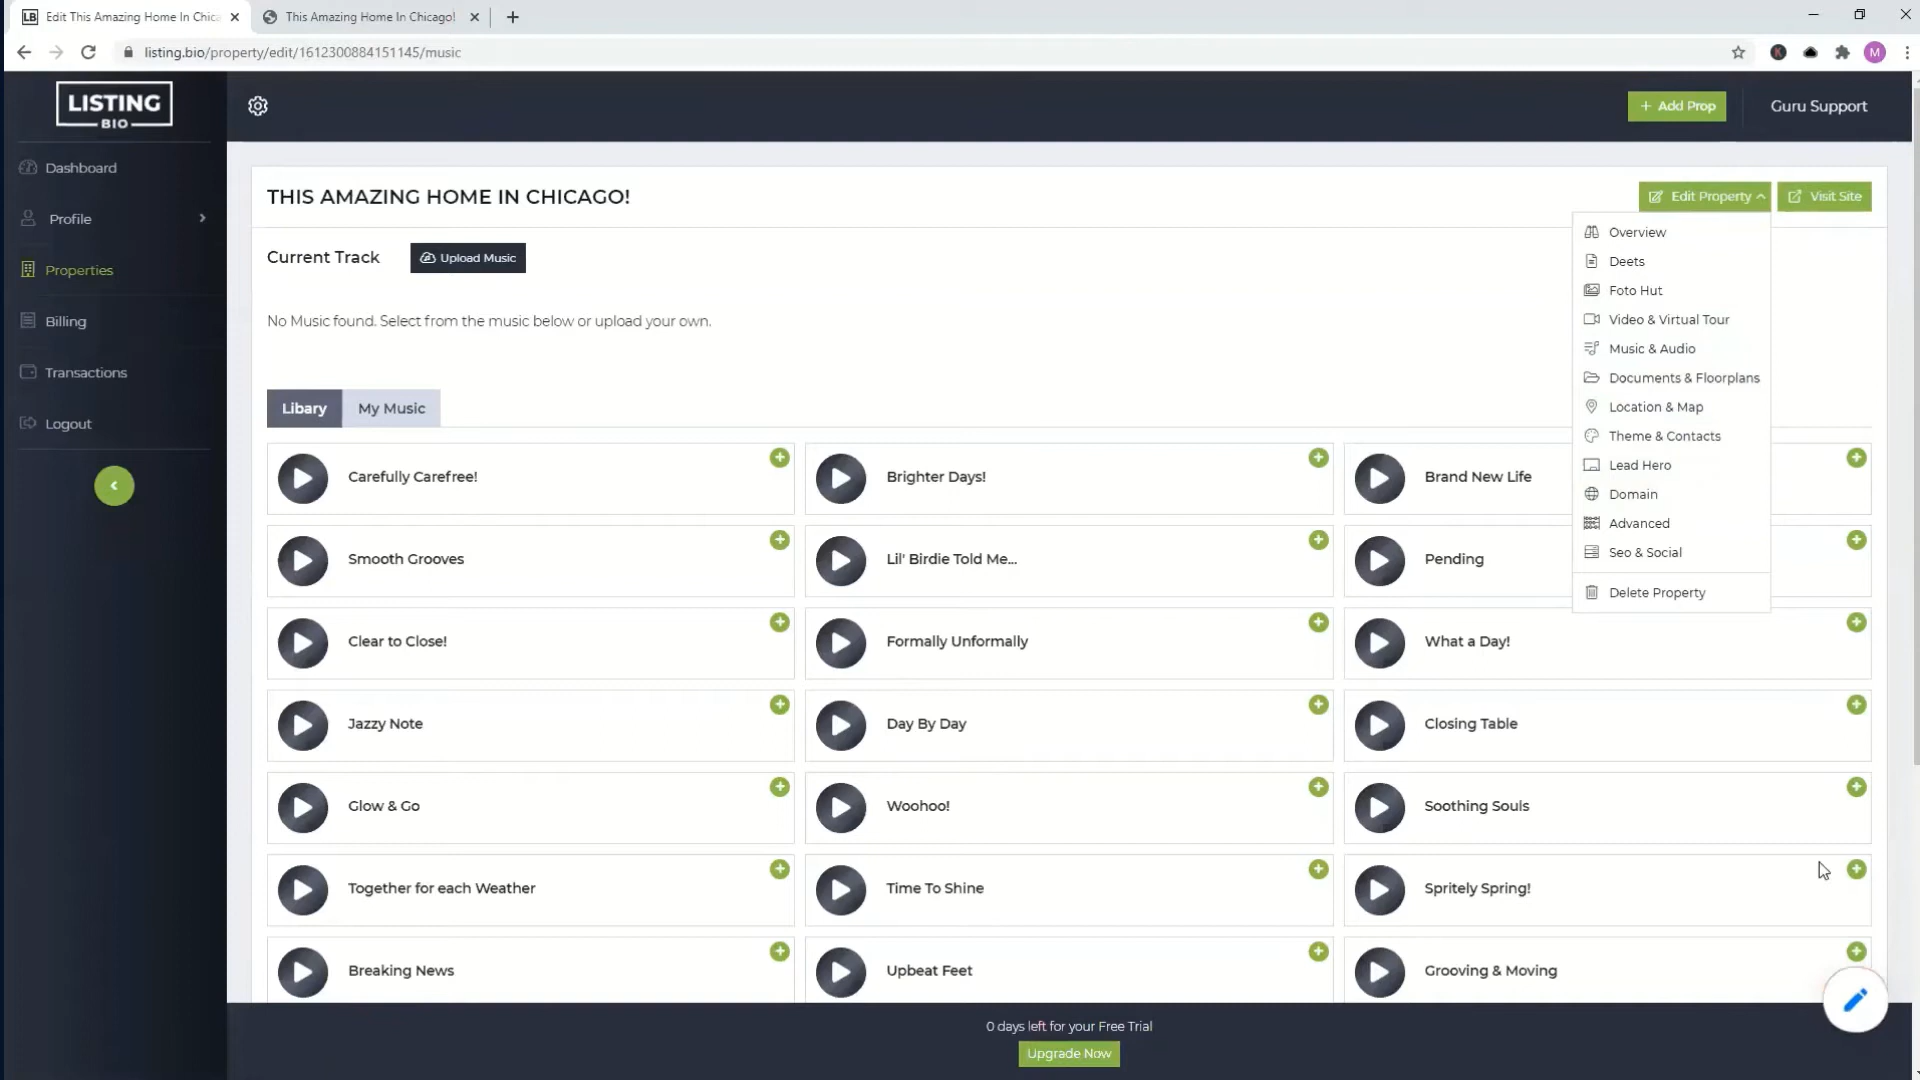 Edit This Amazing Home In Chica
This Amazing Home In Chicago!
listing.bio/property/edit/1612300884151145/music
M
LISTING
BIO
+ Add Prop
Guru Support
Dashboard
Profile
Properties
Billing
Transactions
Logout
THIS AMAZING HOME IN CHICAGO!
Edit Property
Visit Site
Current Track
Upload Music
No Music found. Select from the music below or upload your own.
Overview
Deets
Foto Hut
Video & Virtual Tour
Music & Audio
Documents & Floorplans
Location & Map
Theme & Contacts
Lead Hero
Domain
Advanced
Seo & Social
Delete Property
Libary
My Music
Carefully Carefree!
Brighter Days!
Brand New Life
Smooth Grooves
Lil' Birdie Told Me...
Pending
Clear to Close!
Formally Unformally
What a Day!
Jazzy Note
Day By Day
Closing Table
Glow & Go
Woohoo!
Soothing Souls
Together for each Weather
Time To Shine
Spritely Spring!
Breaking News
Upbeat Feet
Grooving & Moving
0 days left for your Free Trial
Upgrade Now